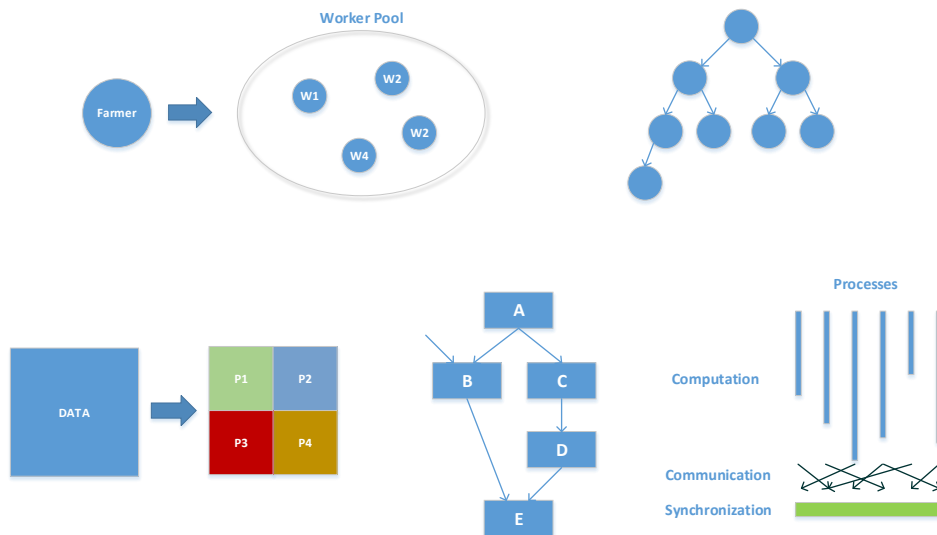 Worker Pool
Farmer
W1
W2
W2
W4
DATA
P1
P2
P3
P4
A
B
C
D
E
Processes
Computation
Communication
Synchronization